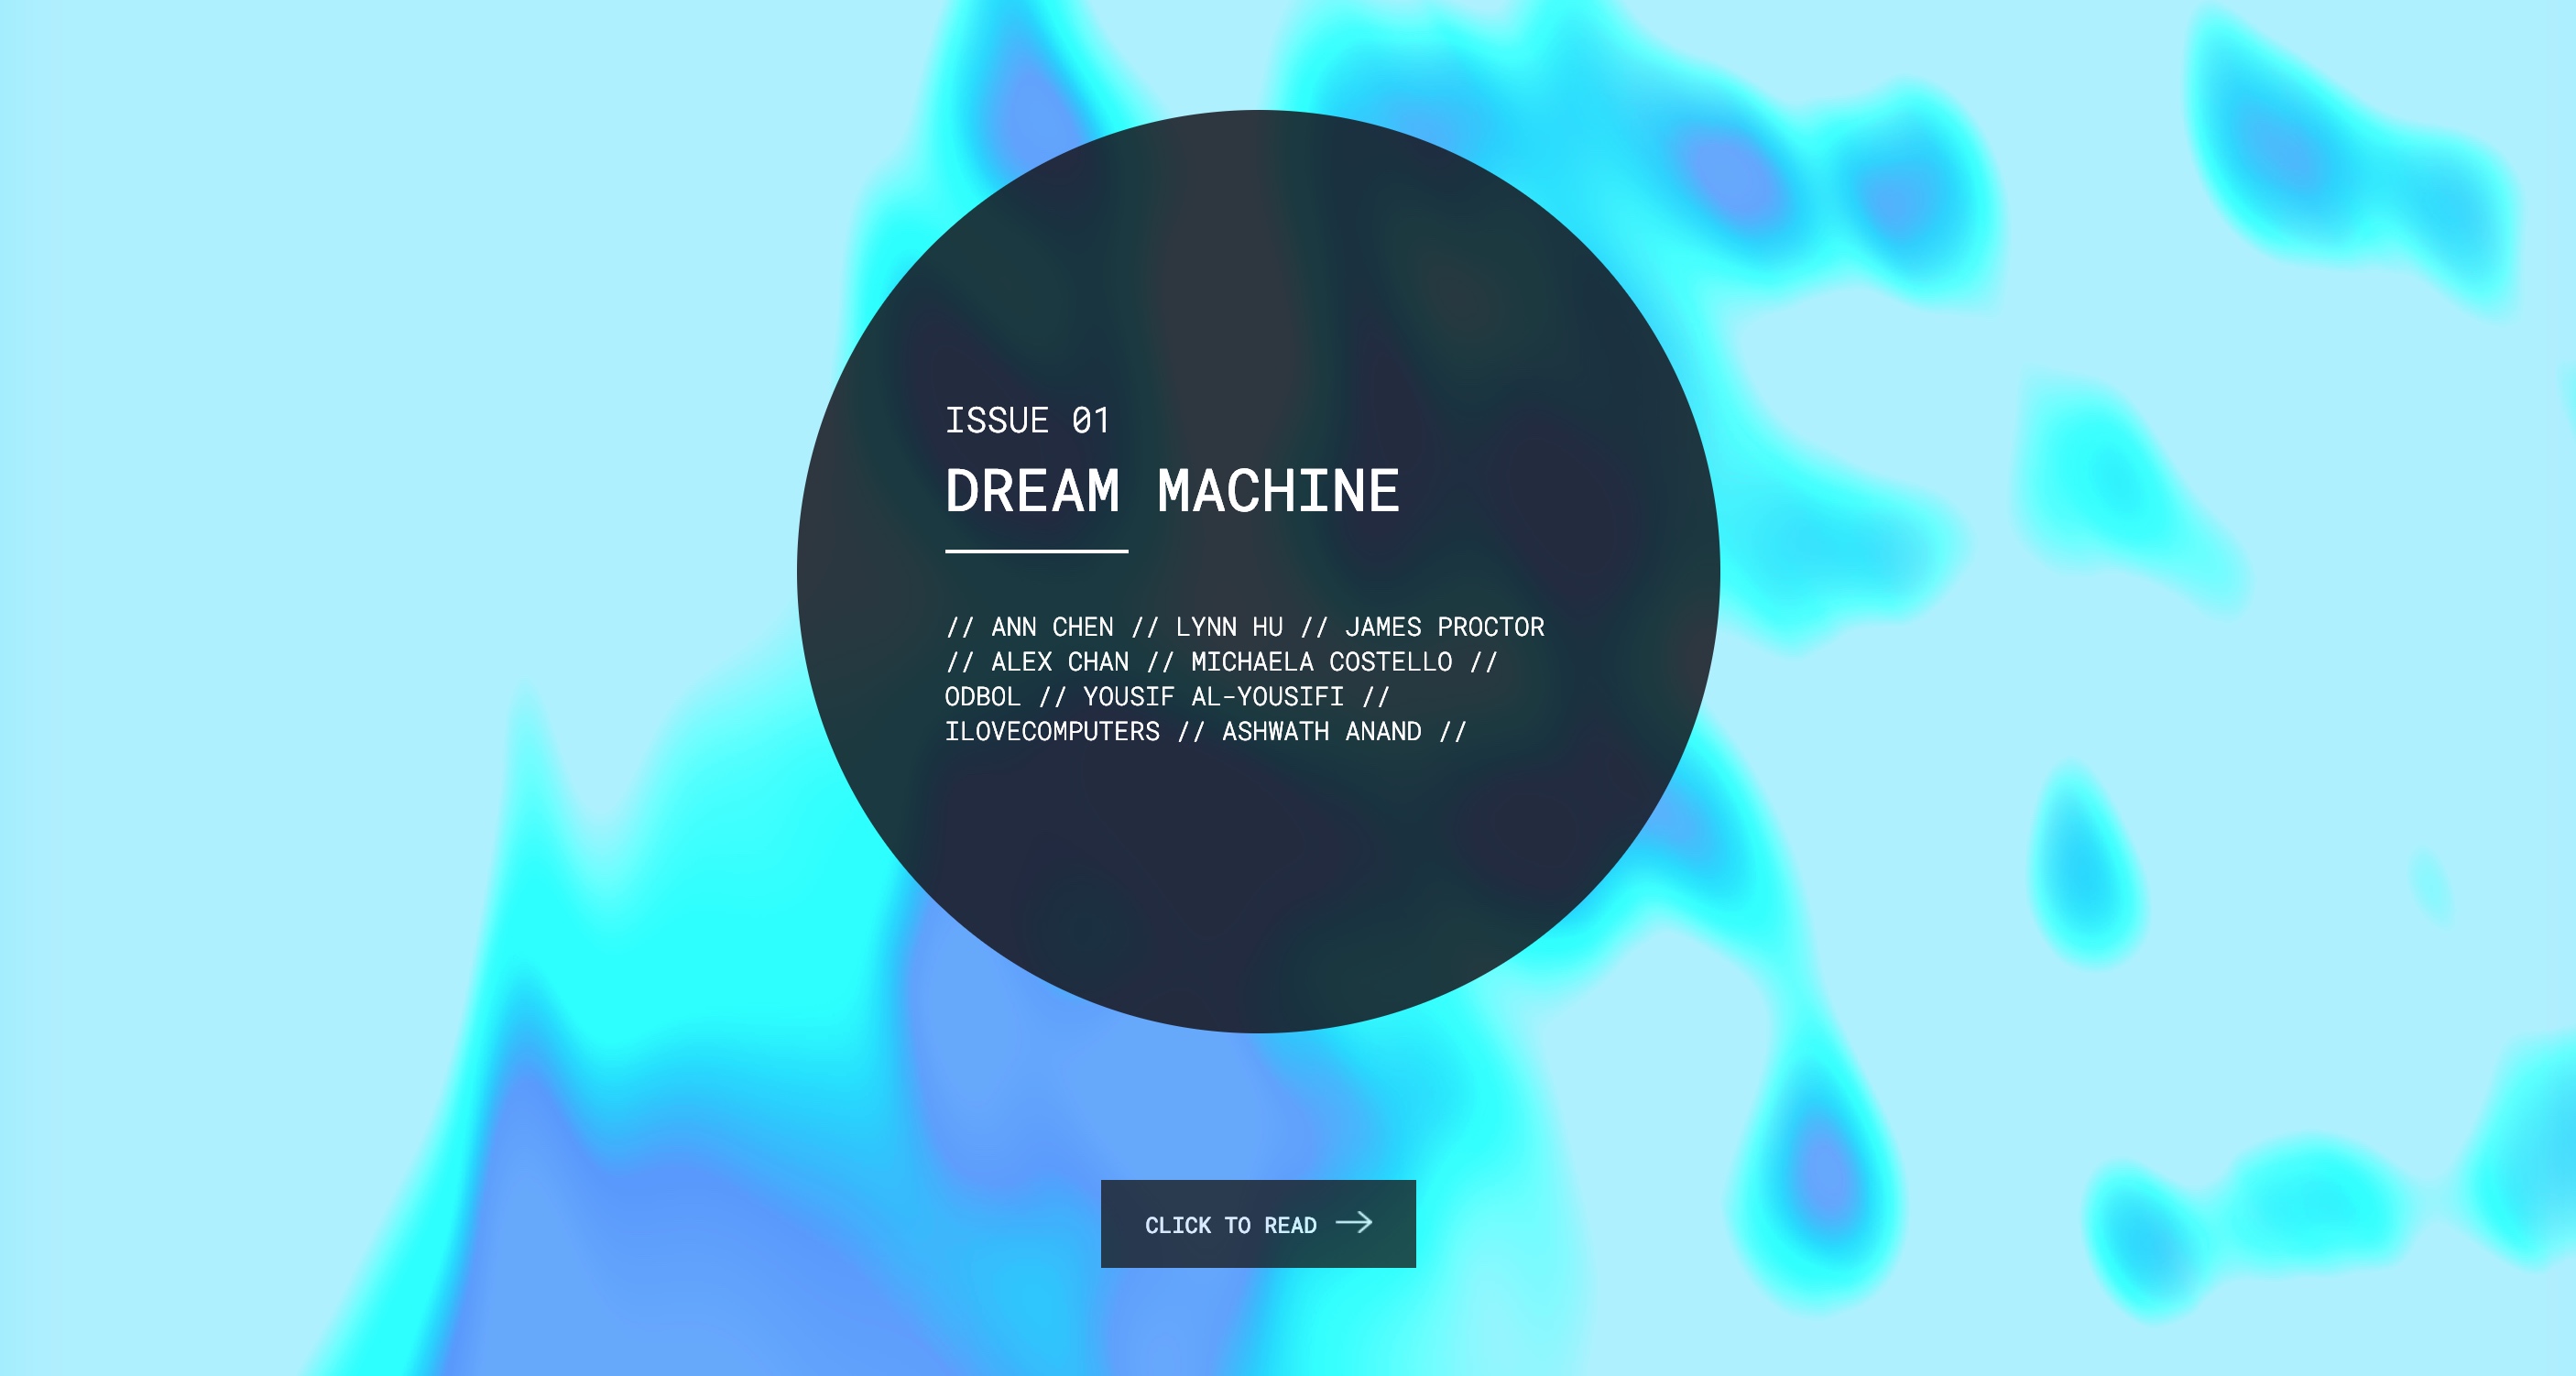 ISSUE 01
DREAM MACHINE
// ANN CHEN // LYNN HU // JAMES PROCTOR
// ALEX CHAN // MICHAELA COSTELLO //
ODBOL // YOUSIF AL-YOUSIFI //
ILOVECOMPUTERS // ASHWATH ANAND //
CLICK TO READ →